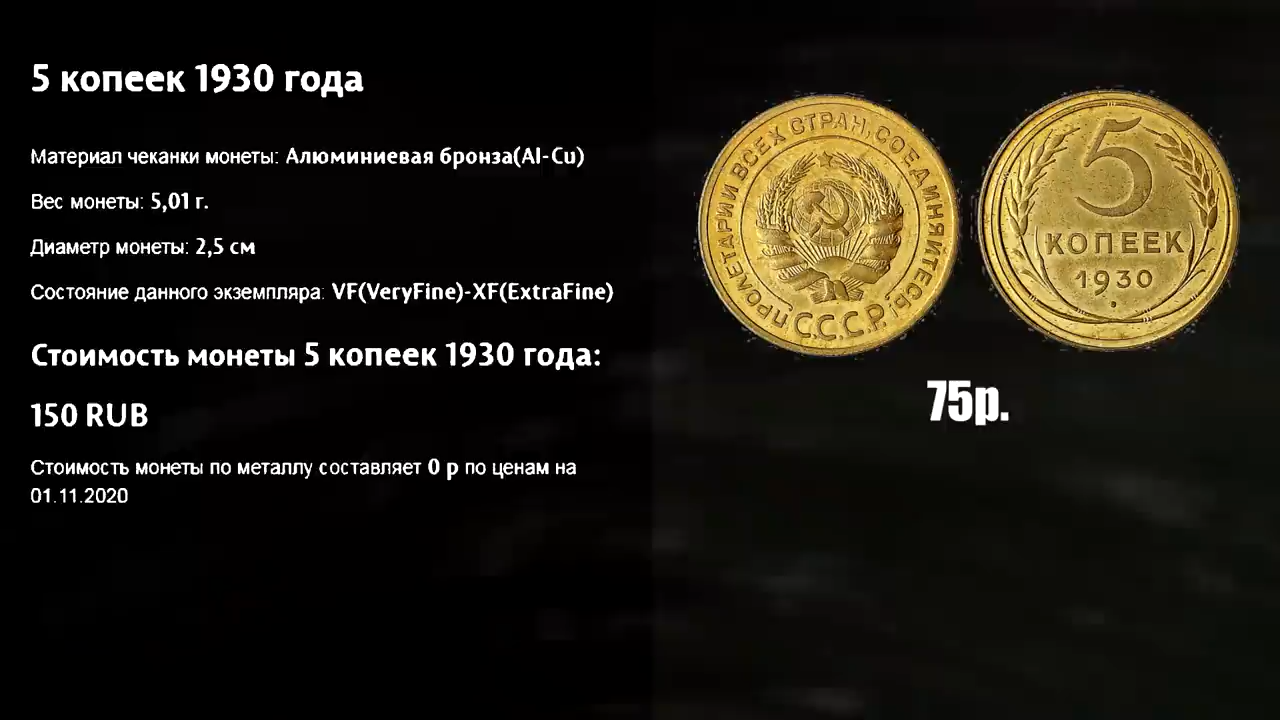 5 копеек 1930 года
Материал чеканки монеты: Алюминиевая бронза(Al-Cu)
Вес монеты: 5,01 г.
Диаметр монеты: 2,5 см
Состояние данного экземпляра: VF(VeryFine)-XF(ExtraFine)
Стоимость монеты 5 копеек 1930 года:
150 RUB
Стоимость монеты по металлу составляет 0 р по ценам на
01.11.2020
ПРОЛЕТАРИИ ВСЕХ СТРАН, СОЕДИНЯЙТЕСЬ!
С.С.С.Р.
5
КОПЕЕК
1930
75р.